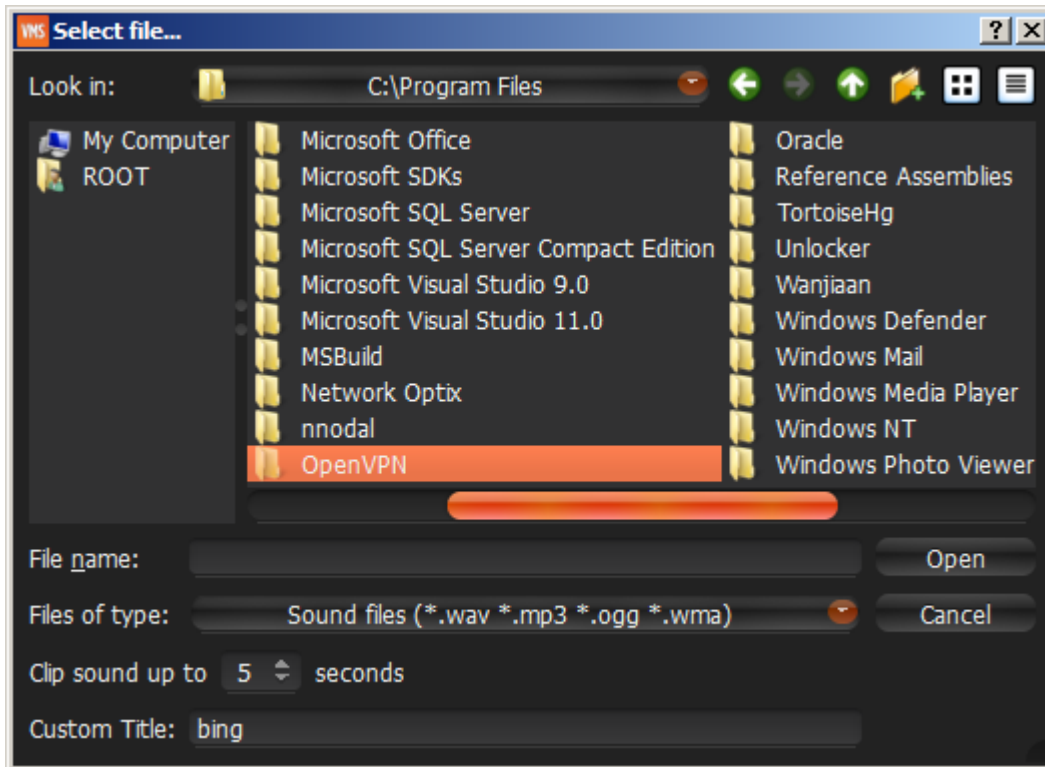 VMS Select file...
Look in: C:\Program Files
My Computer
ROOT
Microsoft Office
Microsoft SDKs
Microsoft SQL Server
Microsoft SQL Server Compact Edition
Microsoft Visual Studio 9.0
Microsoft Visual Studio 11.0
MSBuild
Network Optix
nnodal
OpenVPN
Oracle
Reference Assemblies
TortoiseHg
Unlocker
Wanjiaan
Windows Defender
Windows Mail
Windows Media Player
Windows NT
Windows Photo Viewer
File name: Open
Files of type: Sound files (*.wav *.mp3 *.ogg *.wma) Cancel
Clip sound up to 5 seconds
Custom Title: bing